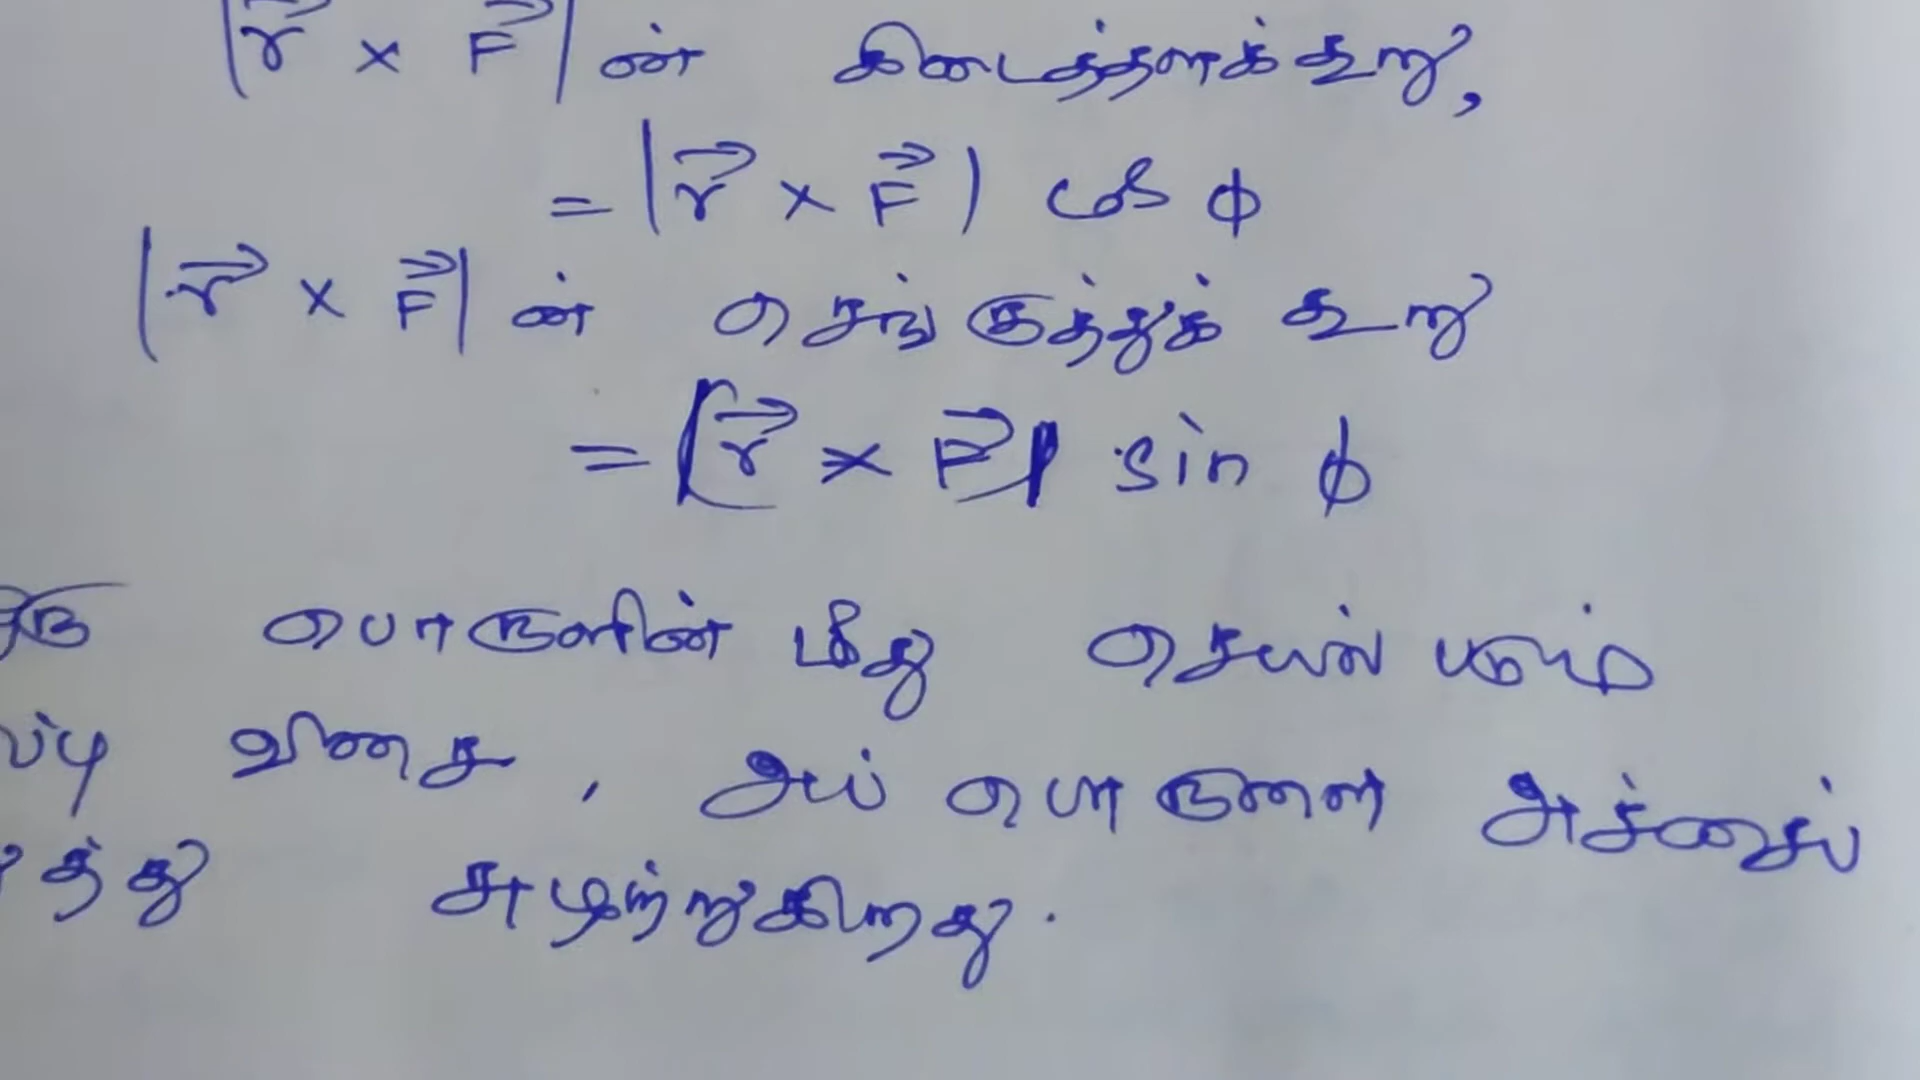 |r⃗ × F⃗| ன் கிடைத்தளக்கூறு,
= |r⃗ × F⃗| cos φ
|r⃗ × F⃗| ன் செங்குத்துக் கூறு
= |r⃗ × F⃗| sin φ
பொருளின் மீது செயல் படும்
விசை, அப் பொருளை அச்சைப்
த்து சுழற்றுகிறது.